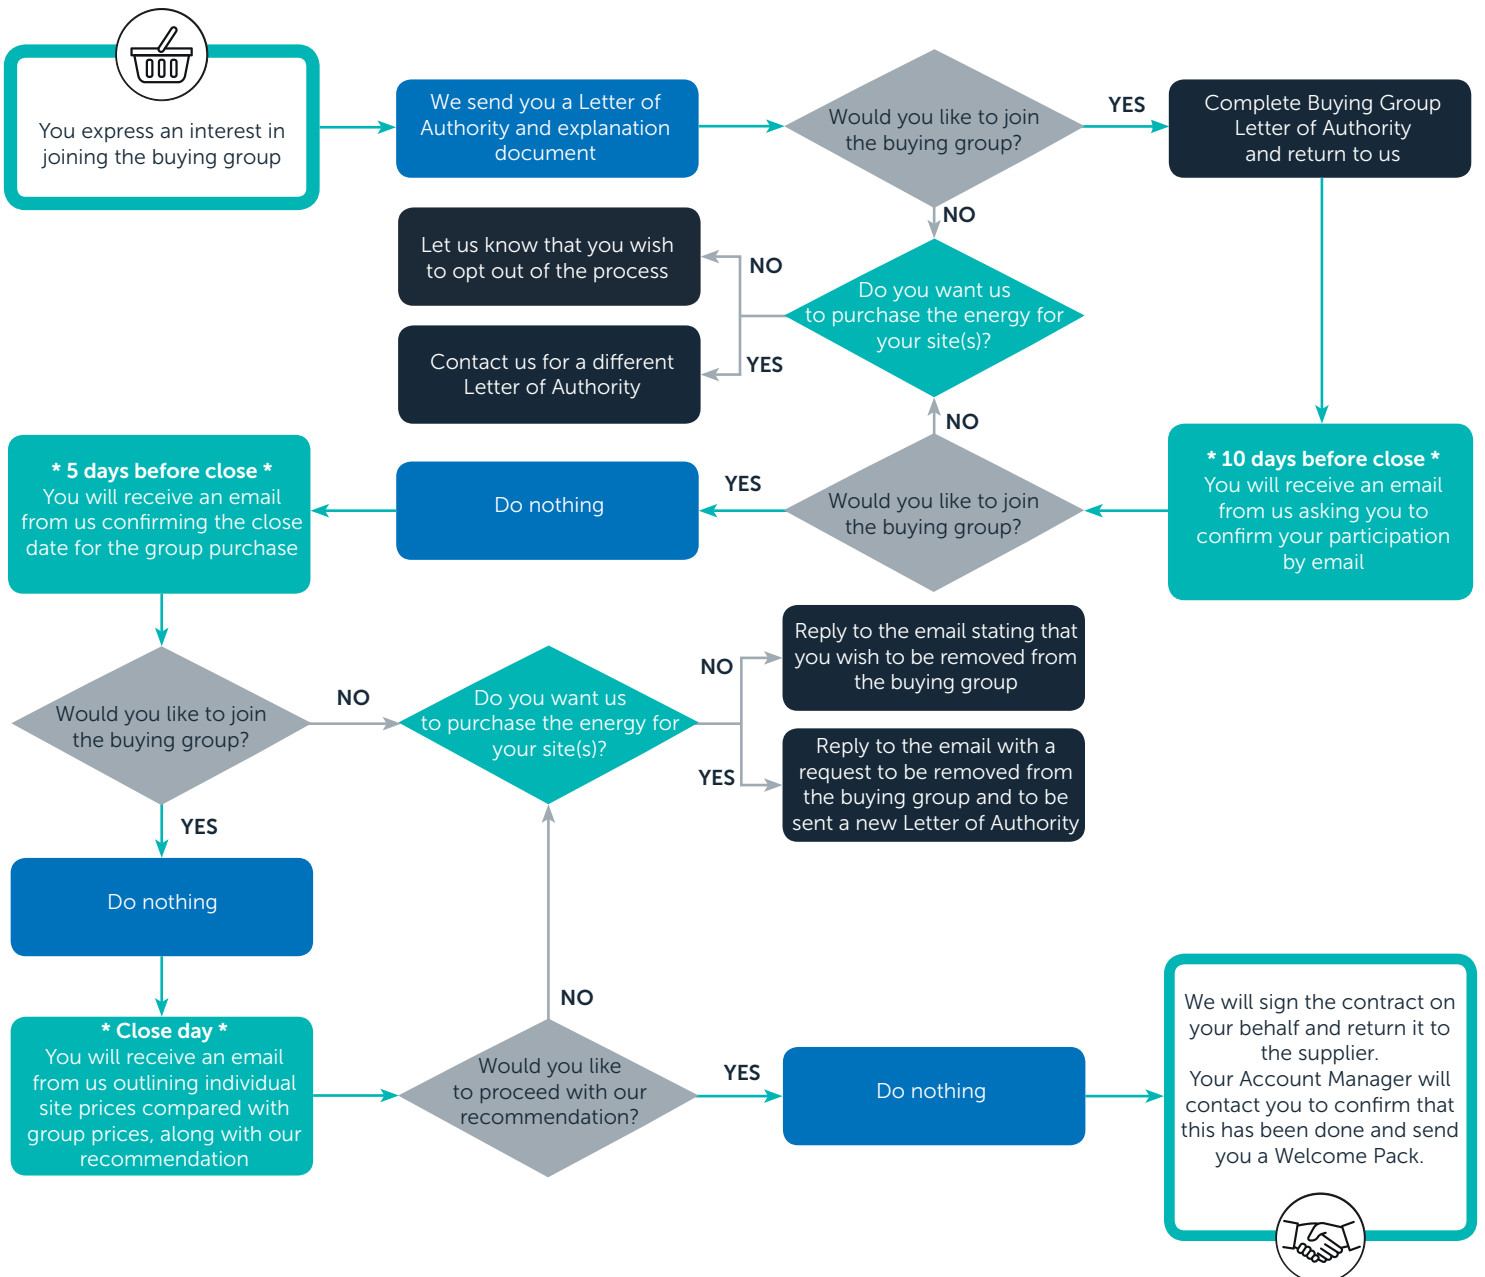 You express an interest in
joining the buying group
We send you a Letter of
Authority and explanation
document
Would you like to join
the buying group?
YES
Complete Buying Group
Letter of Authority
and return to us
NO
Let us know that you wish
to opt out of the process
NO
Do you want us
to purchase the energy for
your site(s)?
YES
Contact us for a different
Letter of Authority
NO
* 10 days before close *
You will receive an email
from us asking you to
confirm your participation
by email
Would you like to join
the buying group?
YES
Do nothing
* 5 days before close *
You will receive an email
from us confirming the close
date for the group purchase
Would you like to join
the buying group?
NO
Do you want us
to purchase the energy for
your site(s)?
NO
Reply to the email stating that
you wish to be removed from
the buying group
YES
Reply to the email with a
request to be removed from
the buying group and to be
sent a new Letter of Authority
YES
Do nothing
* Close day *
You will receive an email
from us outlining individual
site prices compared with
group prices, along with our
recommendation
NO
Would you like
to proceed with our
recommendation?
YES
Do nothing
We will sign the contract on
your behalf and return it to
the supplier.
Your Account Manager will
contact you to confirm that
this has been done and send
you a Welcome Pack.